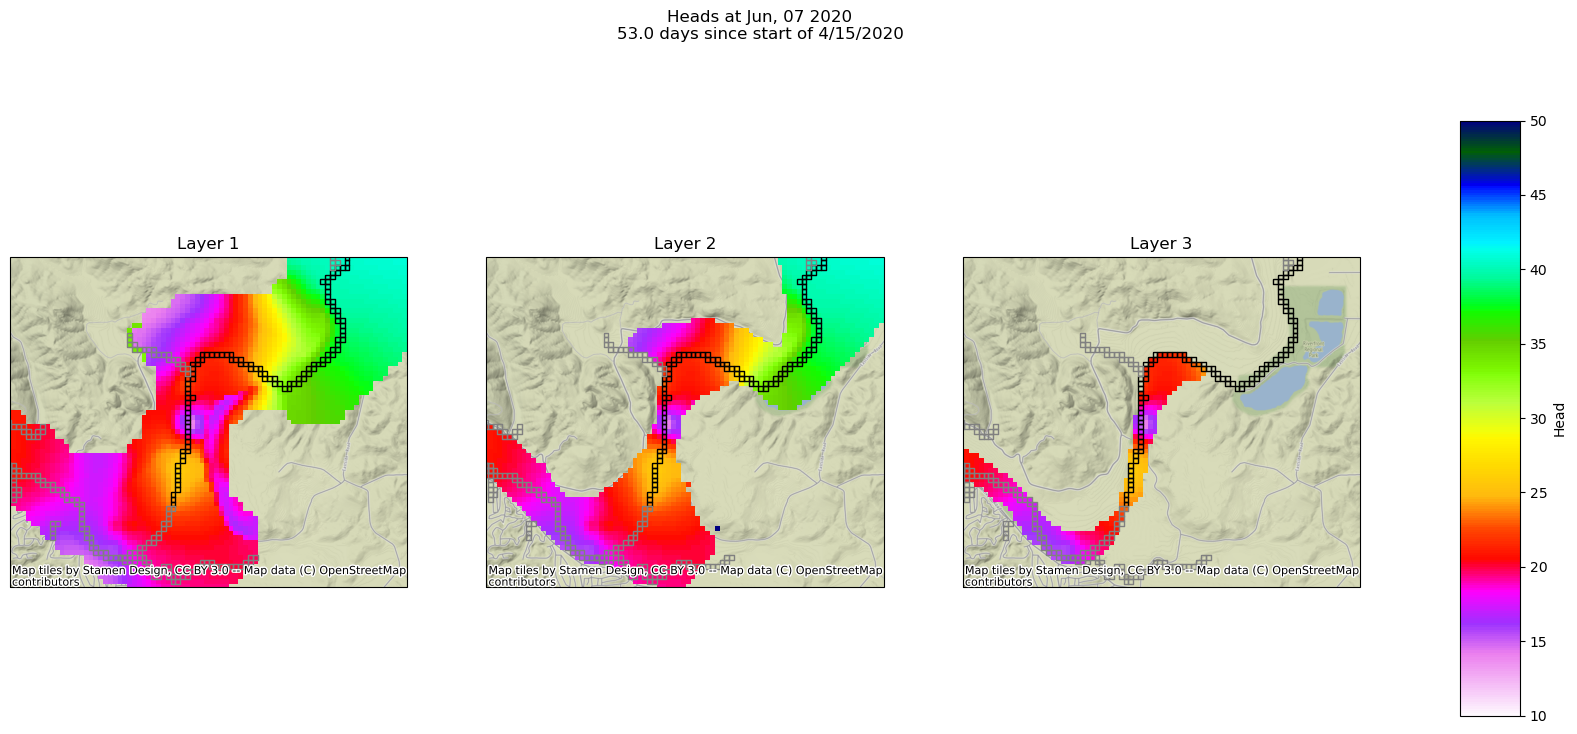 Heads at Jun, 07 2020
53.0 days since start of 4/15/2020
Layer 1
Layer 2
Layer 3
Map tiles by Stamen Design, CC BY 3.0 -- Map data (C) OpenStreetMap
contributors
Map tiles by Stamen Design, CC BY 3.0 -- Map data (C) OpenStreetMap
contributors
Map tiles by Stamen Design, CC BY 3.0 -- Map data (C) OpenStreetMap
contributors
50
45
40
35
30
25
20
15
10
Head